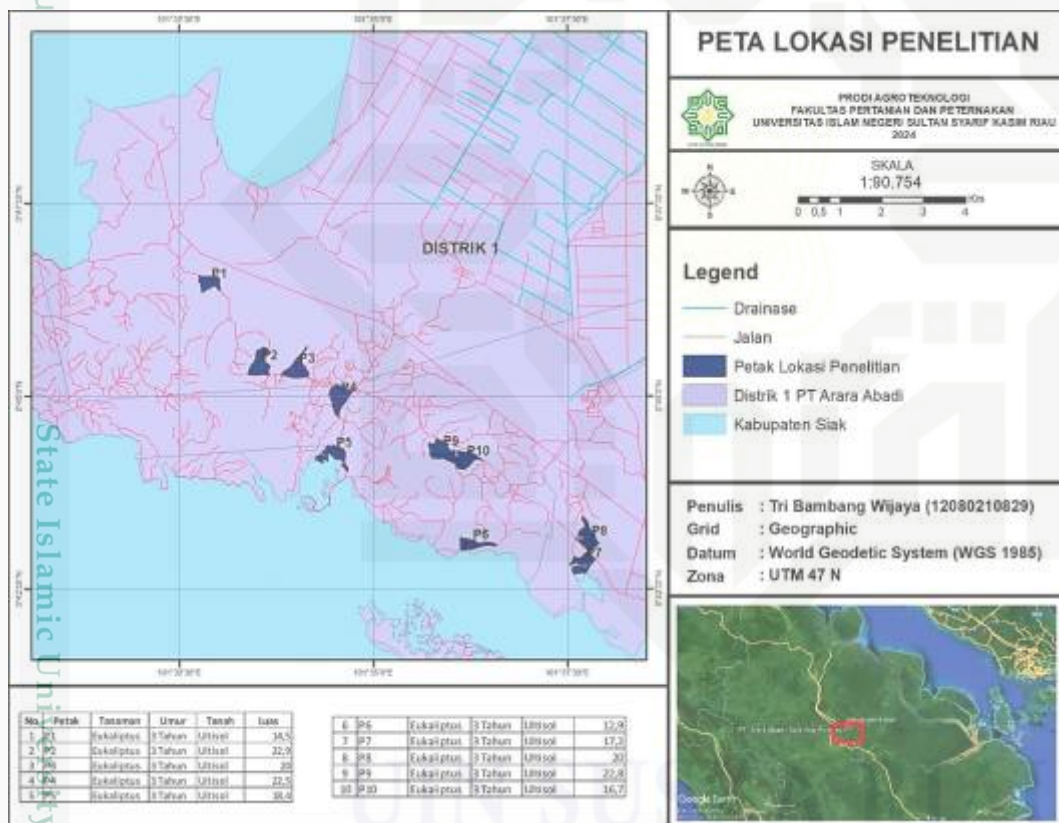 PETA LOKASI PENELITIAN
PRODI AGROTEKNOLOGI
FAKULTAS PERTANIAN DAN PETERNAKAN
UNIVERSITAS ISLAM NEGERI SULTAN SYARIF KASIM RIAU
2024
SKALA
1:80.754
0 0,5 1 2 3 4
Legend
Drainase
Jalan
Petak Lokasi Penelitian
Distrik 1 PT Arara Abadi
Kabupaten Siak
Penulis : Tri Bambang Wijaya (12080210829)
Grid : Geographic
Datum : World Geodetic System (WGS 1985)
Zona : UTM 47 N
Google Earth
DISTRIK 1
P1
P2
P3
P5
P9
P10
P6
P8
No Petak Tanaman Umur Tanah Luas
1 P1 Eukaliptus 3 Tahun Ultisol 14,5
2 P2 Eukaliptus 3 Tahun Ultisol 22,9
3 Eukaliptus 3 Tahun Ultisol 20
4 P4 Eukaliptus 3 Tahun Ultisol 22,5
5 Eukaliptus 3 Tahun Ultisol 18,4
6 P6 Eukaliptus 3 Tahun Ultisol 12,9
7 P7 Eukaliptus 3 Tahun Ultisol
8 P8 Eukaliptus 3 Tahun Ultisol 20
9 P9 Eukaliptus 3 Tahun Ultisol 22,8
10 P10 Eukaliptus 3 Tahun Ultisol 16,7
State Islamic University
UIN SUS